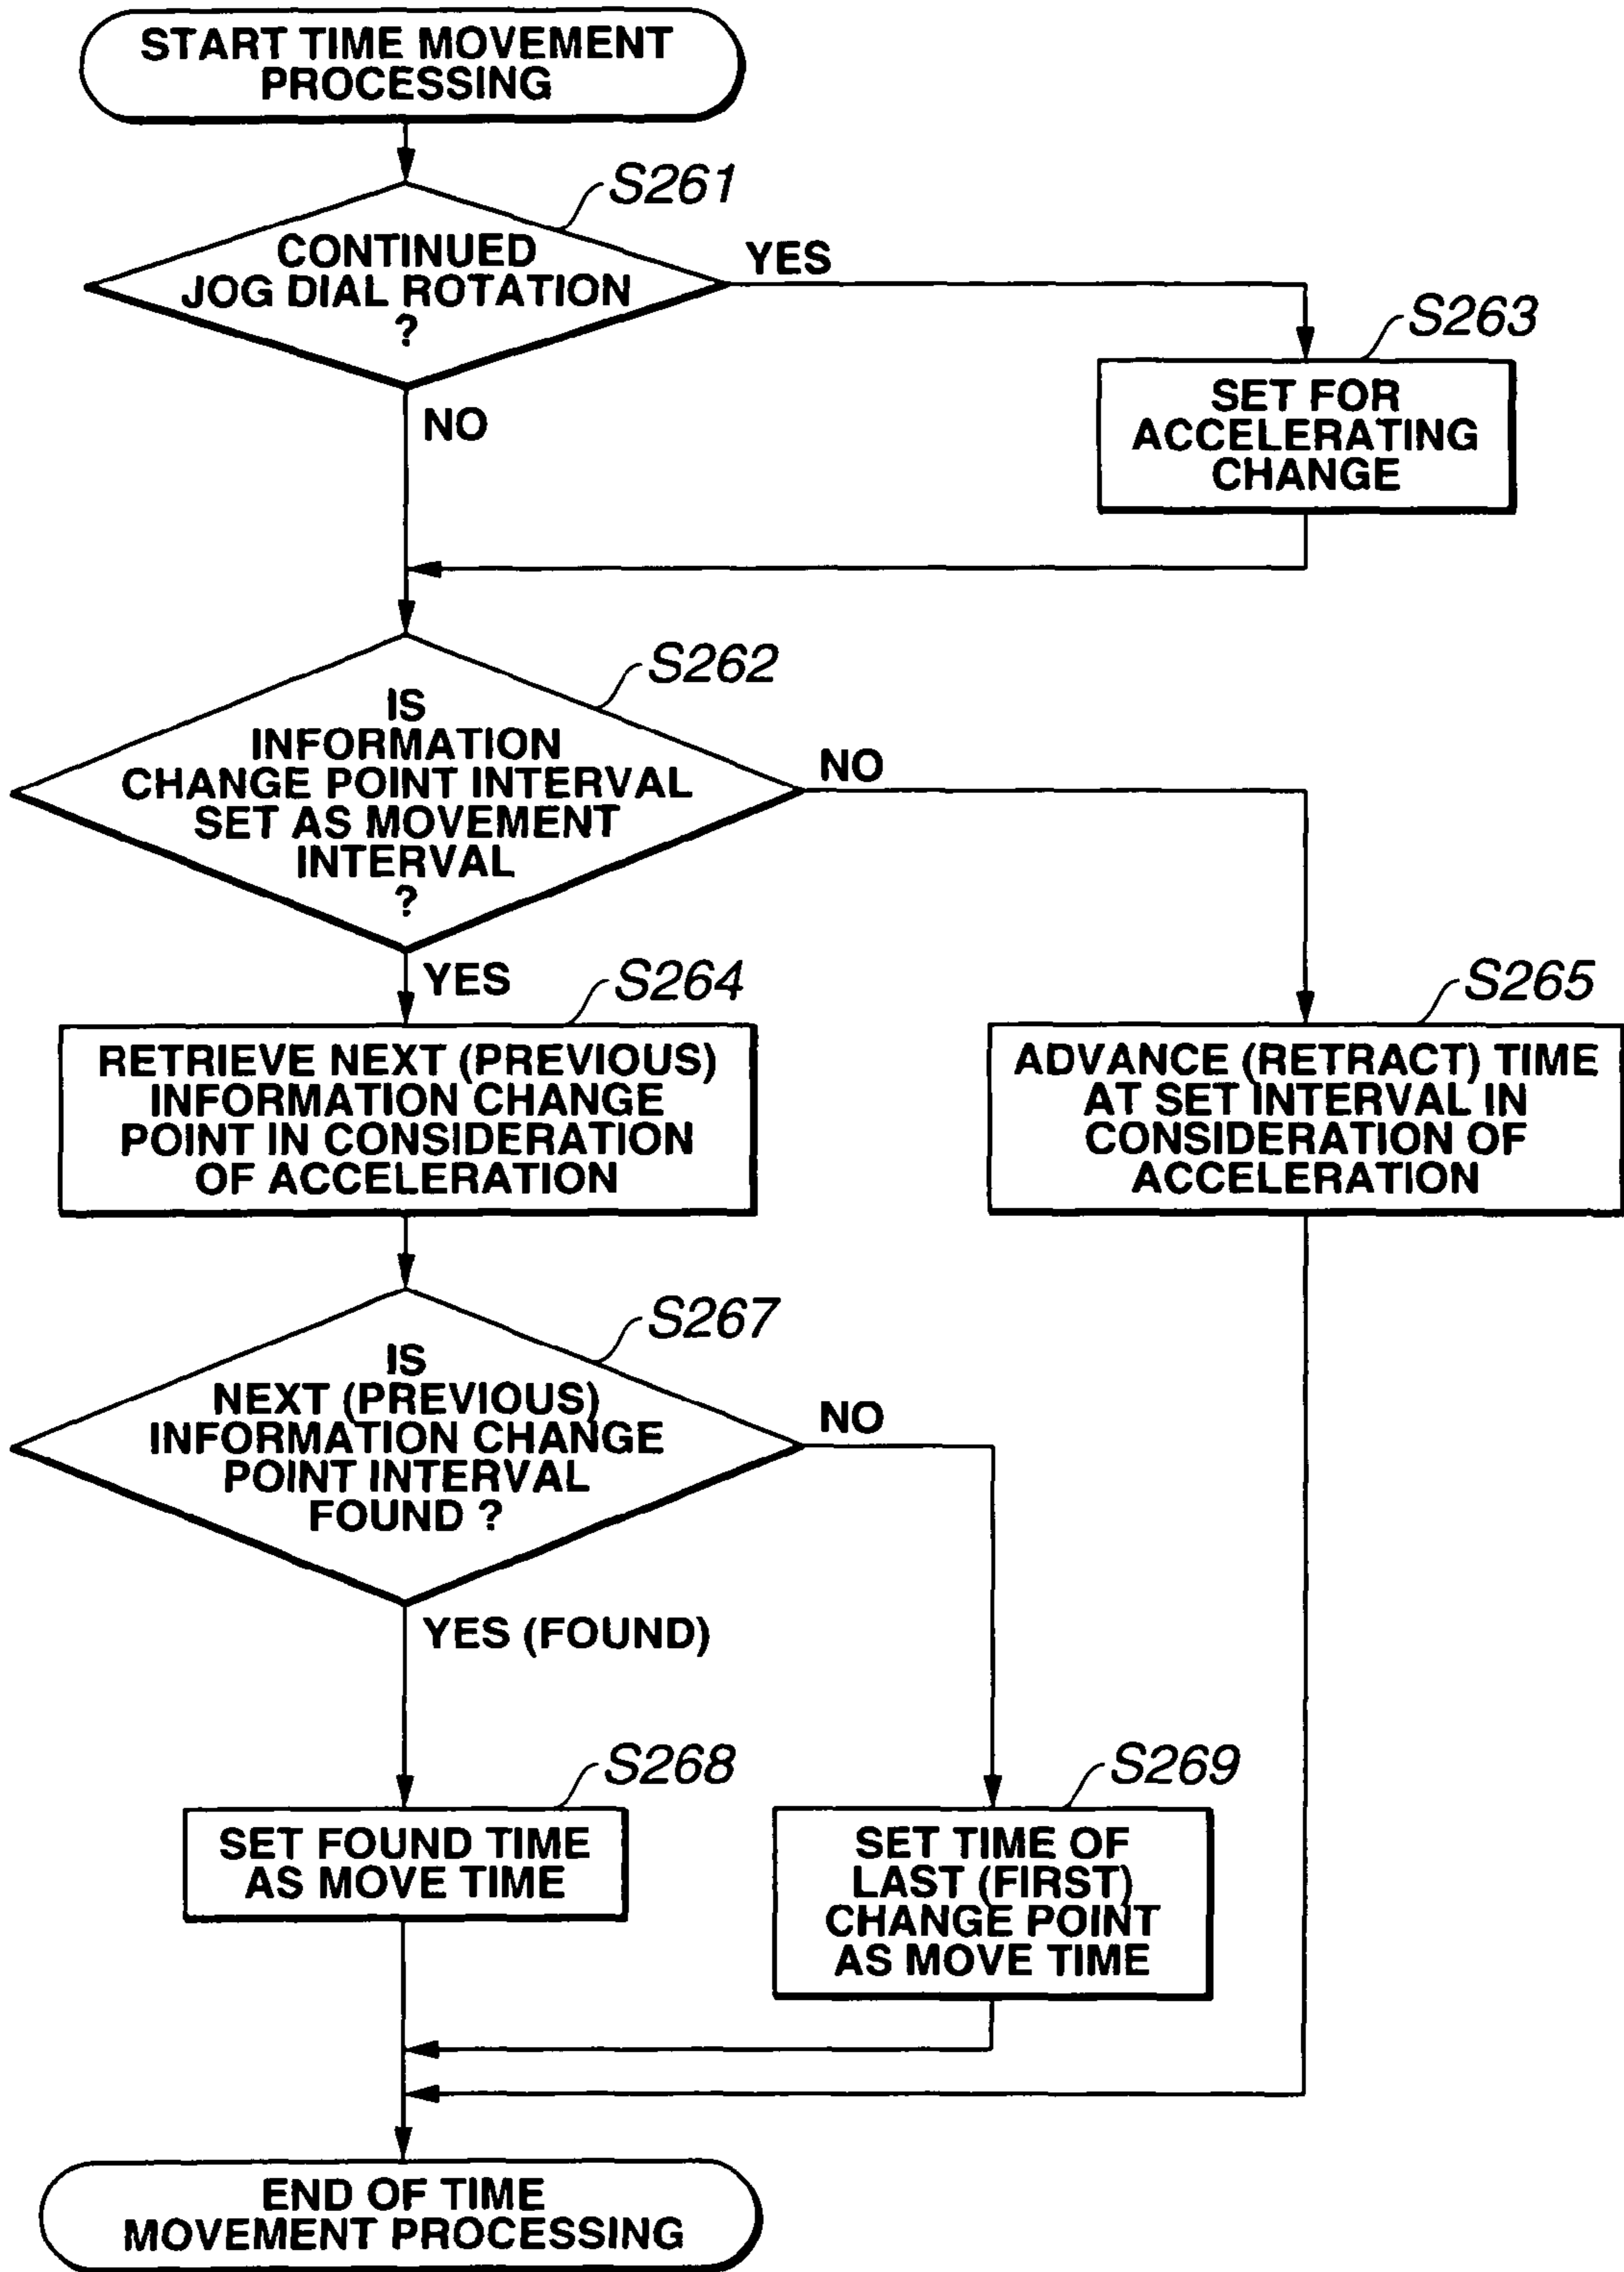 START TIME MOVEMENT
PROCESSING
S261
CONTINUED
JOG DIAL ROTATION
?
YES
NO
S263
SET FOR
ACCELERATING
CHANGE
S262
IS
INFORMATION
CHANGE POINT INTERVAL
SET AS MOVEMENT
INTERVAL
?
NO
YES
S264
RETRIEVE NEXT (PREVIOUS)
INFORMATION CHANGE
POINT IN CONSIDERATION
OF ACCELERATION
S265
ADVANCE (RETRACT) TIME
AT SET INTERVAL IN
CONSIDERATION OF
ACCELERATION
S267
IS
NEXT (PREVIOUS)
INFORMATION CHANGE
POINT INTERVAL
FOUND ?
NO
YES (FOUND)
S268
SET FOUND TIME
AS MOVE TIME
S269
SET TIME OF
LAST (FIRST)
CHANGE POINT
AS MOVE TIME
END OF TIME
MOVEMENT PROCESSING